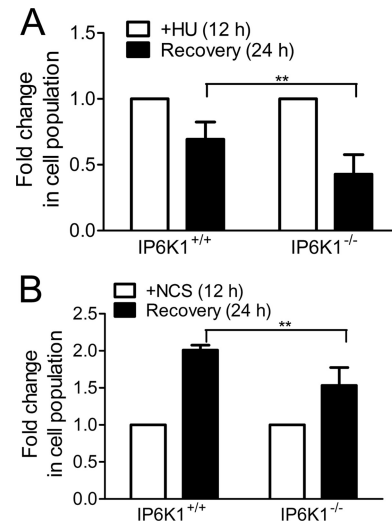 A
+HU (12 h)
Recovery (24 h)
**
Fold change
in cell population
1.5
1.0
0.5
0.0
IP6K1+/+
IP6K1-/-
B
+NCS (12 h)
Recovery (24 h)
**
Fold change
in cell population
2.5
2.0
1.5
1.0
0.5
0.0
IP6K1+/+
IP6K1-/-